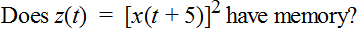 Does z(t) = [x(t + 5)]² have memory?